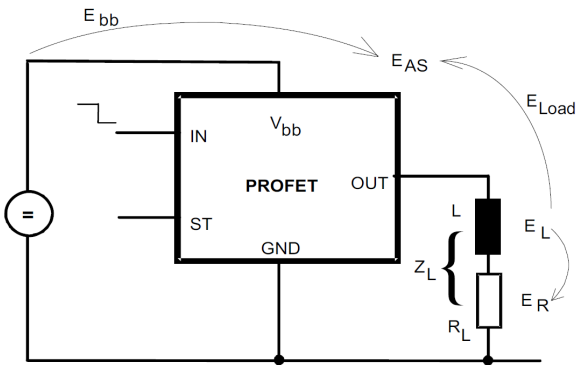 E bb
E AS
E Load
V bb
IN
PROFET
OUT
ST
GND
L
E L
Z L
E R
R L
=